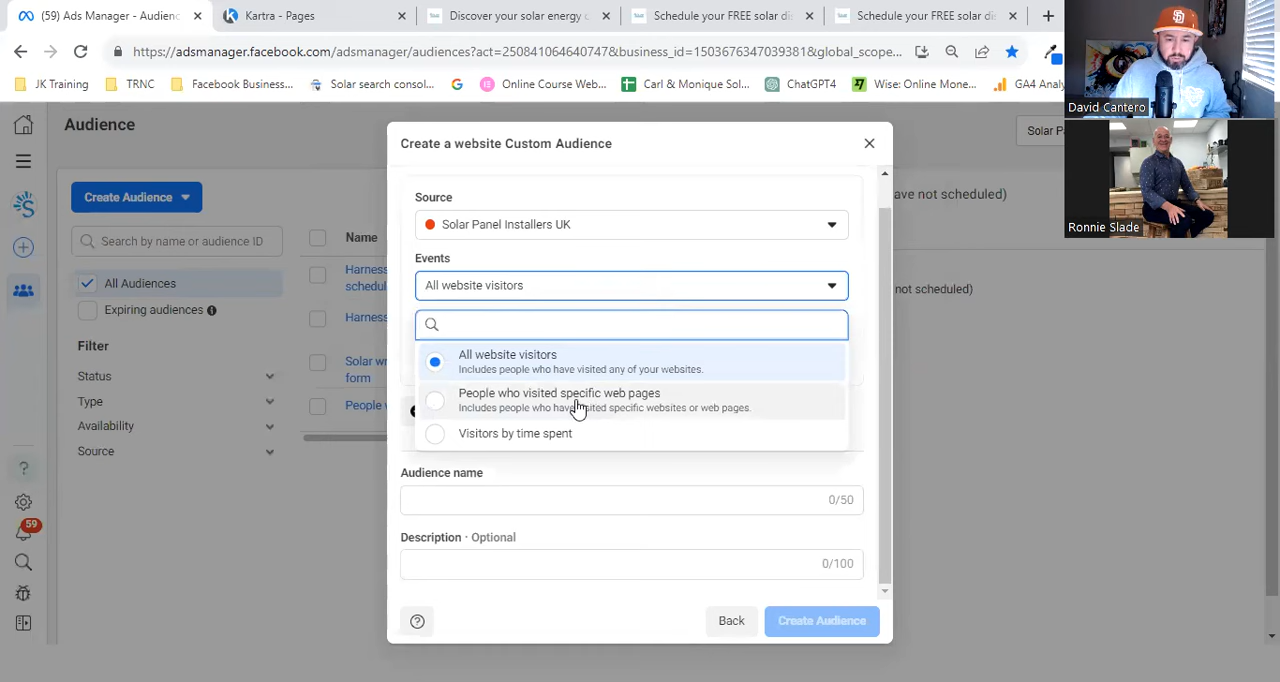 (59) Ads Manager - Audienc
Kartra - Pages
Discover your solar energy c
Schedule your FREE solar di
Schedule your FREE solar di
https://adsmanager.facebook.com/adsmanager/audiences?act=2508410646407​47&business_id=1503676347039381&global_scope...
JK Training
TRNC
Facebook Business...
Solar search consol...
Online Course Web...
Carl & Monique Sol...
ChatGPT4
Wise: Online Mone...
GA4 Analy
David Cantero
Ronnie Slade
Audience
Solar Pa
Create Audience
Search by name or audience ID
All Audiences
Expiring audiences
Filter
Status
Type
Availability
Source
Name
Harness
schedul
Harness
Solar wr
form
People v
ave not scheduled)
not scheduled)
59
Create a website Custom Audience
Source
Solar Panel Installers UK
Events
All website visitors
All website visitors
Includes people who have visited any of your websites.
People who visited specific web pages
Includes people who have visited specific websites or web pages.
Visitors by time spent
Audience name
0/50
Description · Optional
0/100
Back
Create Audience